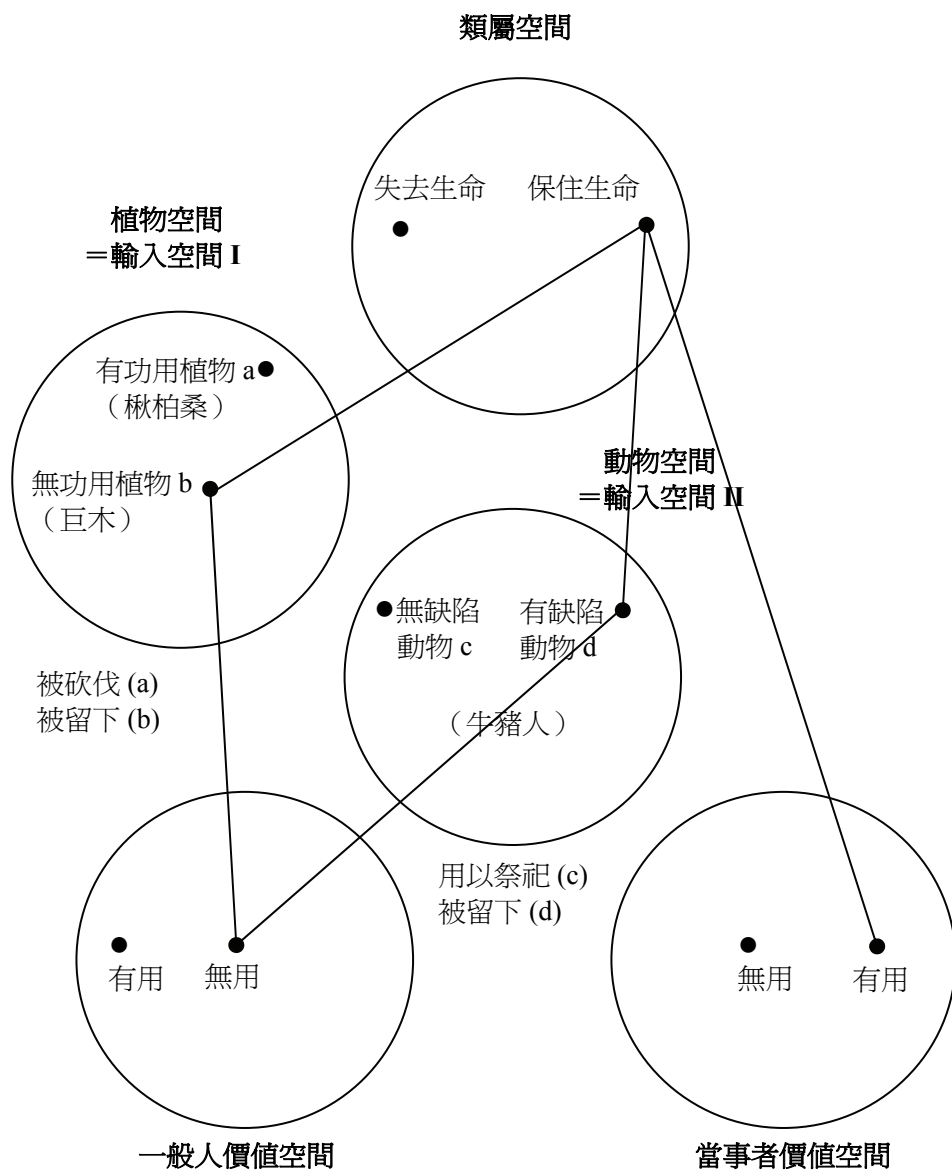 類屬空間
失去生命 保住生命
植物空間
＝輸入空間 I
有功用植物 a
（楸柏桑）
無功用植物 b
（巨木）
動物空間
＝輸入空間 II
無缺陷 有缺陷
動物 c 動物 d
（牛豬人）
被砍伐 (a)
被留下 (b)
用以祭祀 (c)
被留下 (d)
有用 無用
無用 有用
一般人價值空間
當事者價值空間